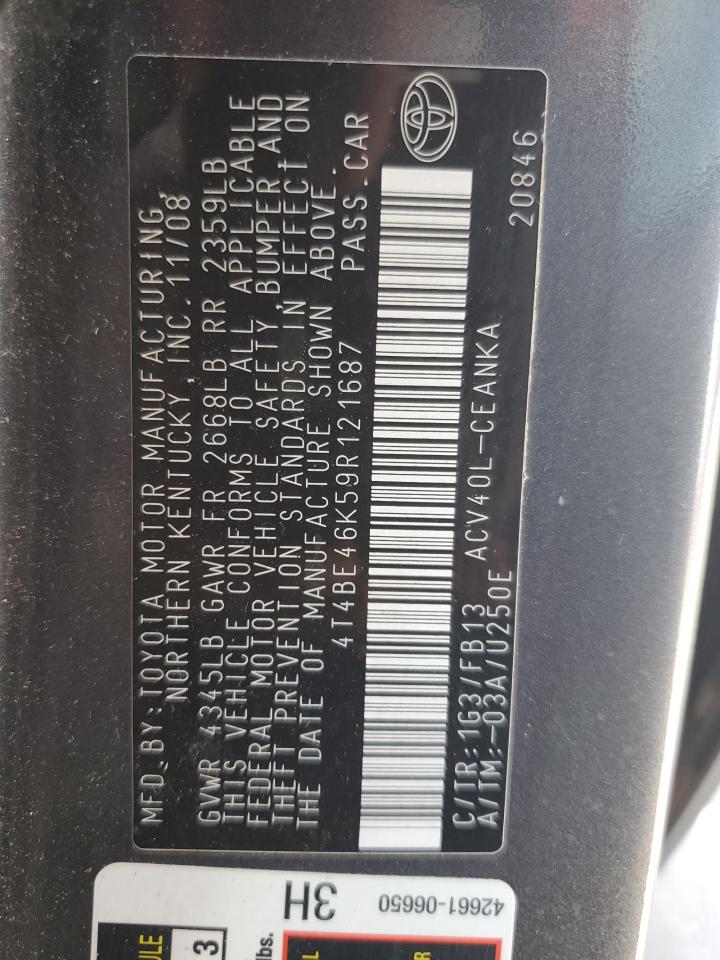 MFD. BY: TOYOTA MOTOR MANUFACTURING,
NORTHERN KENTUCKY, INC. 11/08
GVWR 4345LB GAWR FR 2668LB RR 2359LB
THIS VEHICLE CONFORMS TO ALL APPLICABLE
FEDERAL MOTOR VEHICLE SAFETY, BUMPER AND
THEFT PREVENTION STANDARDS IN EFFECT ON
THE DATE OF MANUFACTURE SHOWN ABOVE.
4T4BE46K59R121687 PASS. CAR
C/TR: 1G3/FB13 ACV40L-CEANKA
A/TM: -03A/U250E 20846
3H
42661-06650
3
lbs.